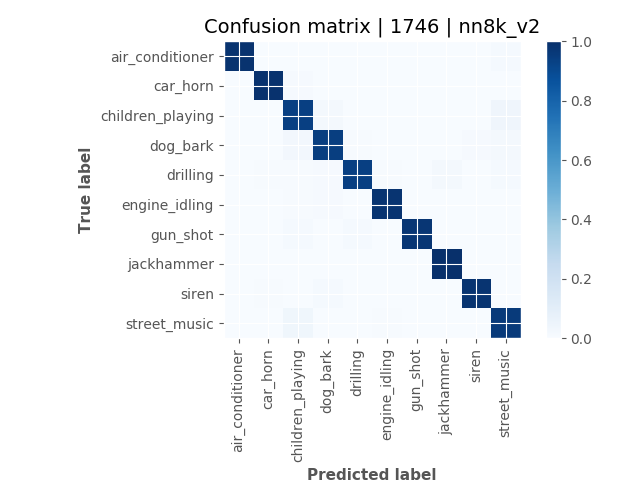 Confusion matrix | 1746 | nn8k_v2
air_conditioner
car_horn
children_playing
dog_bark
drilling
engine_idling
gun_shot
jackhammer
siren
street_music
True label
air_conditioner
car_horn
children_playing
dog_bark
drilling
engine_idling
gun_shot
jackhammer
siren
street_music
Predicted label
1.0
0.8
0.6
0.4
0.2
0.0